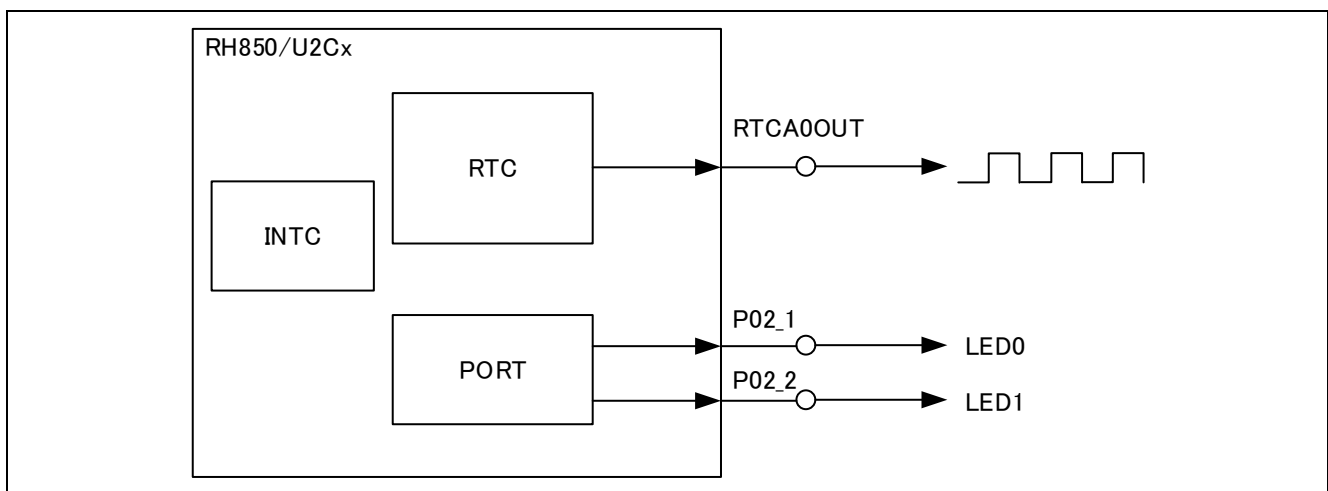 RH850/U2Cx
RTCA0OUT
RTC
INTC
P02_1
LED0
PORT
P02_2
LED1